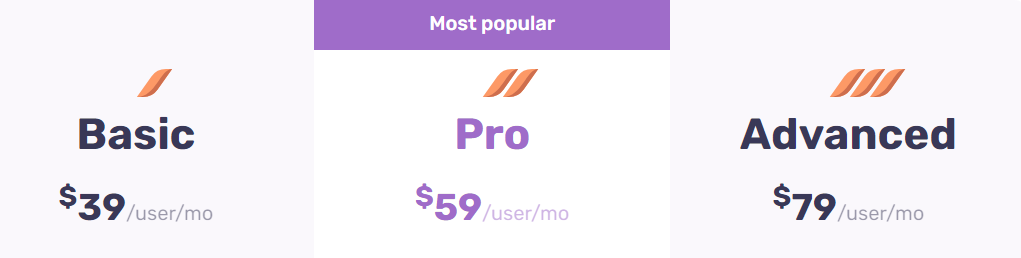 Most popular
Basic
Pro
Advanced
$39/user/mo
$59/user/mo
$79/user/mo